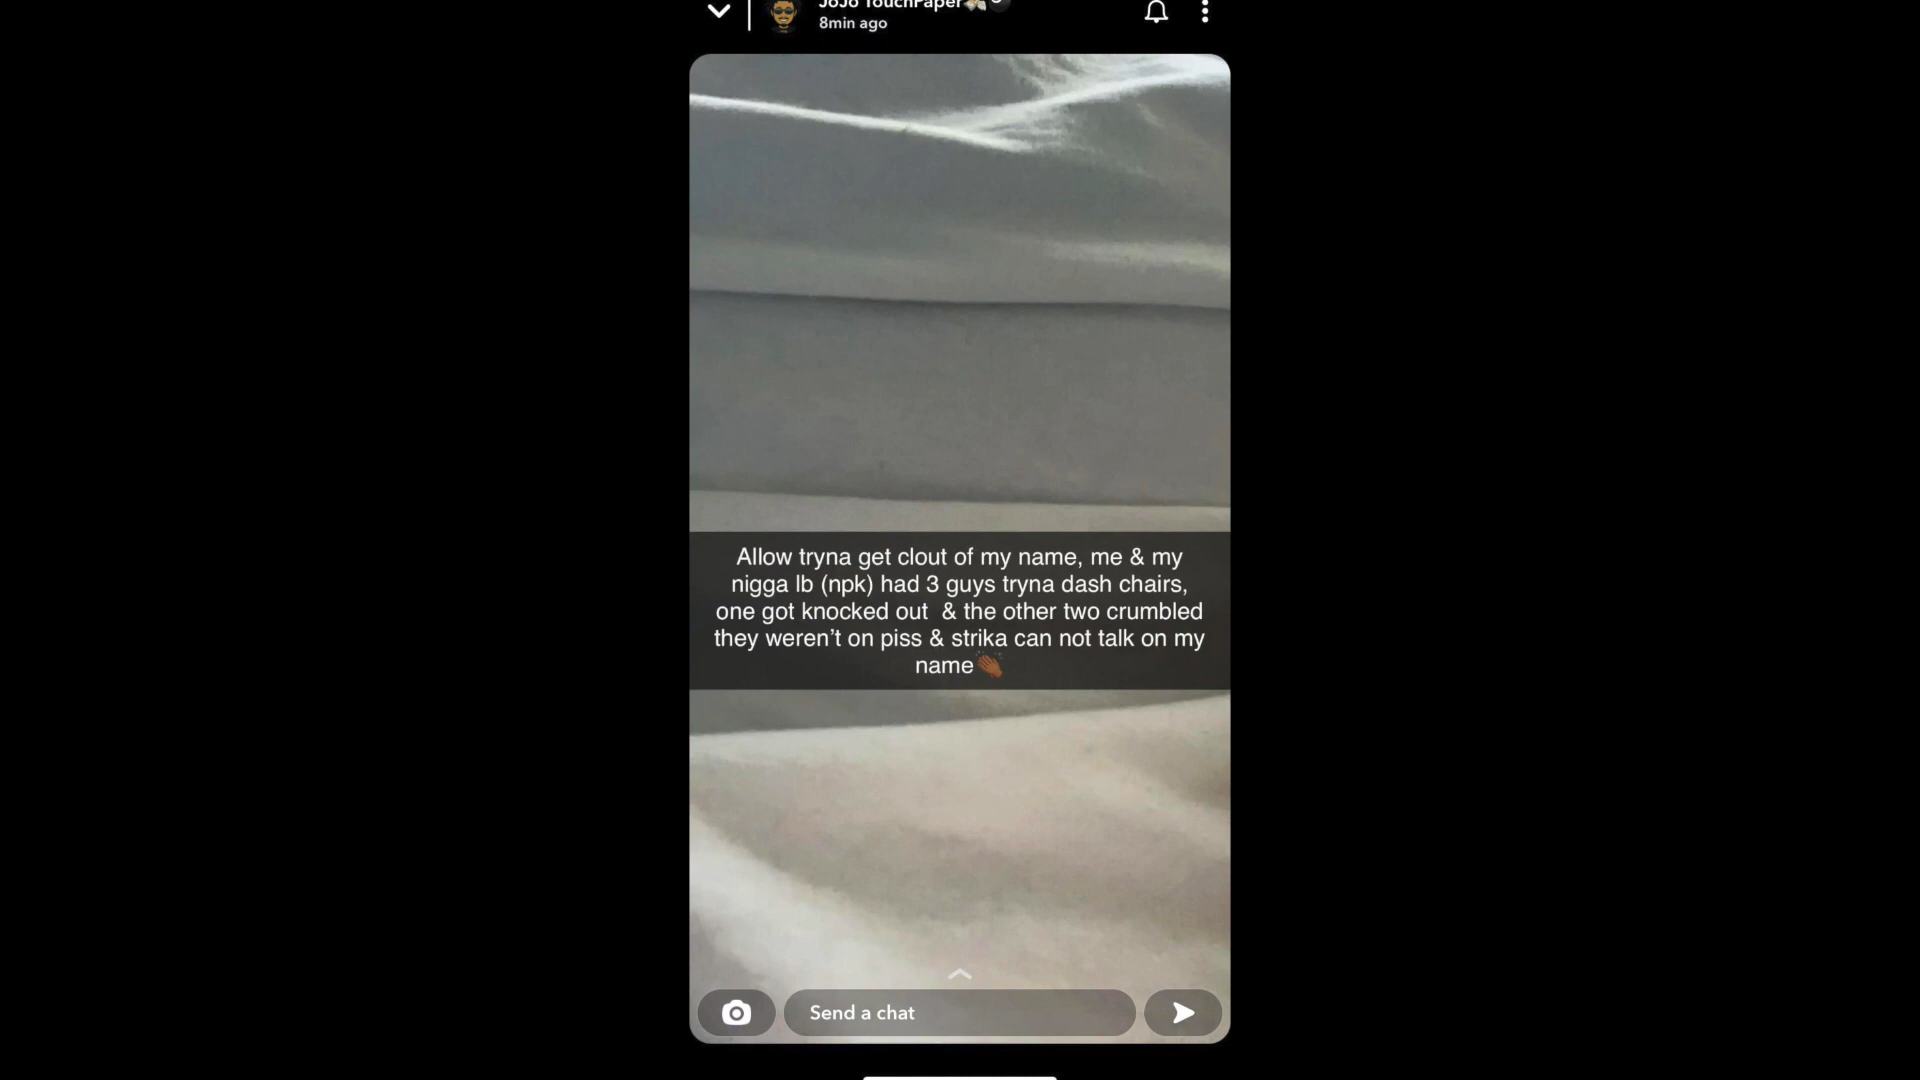 JoJo TouchPaper💸
8min ago
Allow tryna get clout of my name, me & my
nigga lb (npk) had 3 guys tryna dash chairs,
one got knocked out  & the other two crumbled
they weren’t on piss & strika can not talk on my
name👏🏾
Send a chat